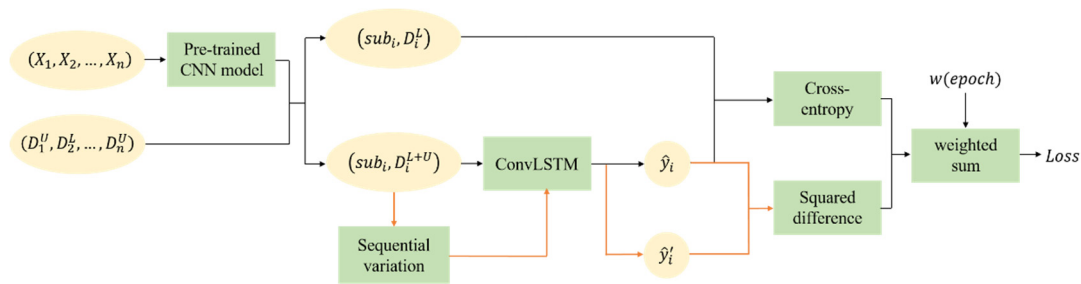 (X₁, X₂, …, Xₙ)
Pre-trained
CNN model
(D₁ᵁ, D₂ᴸ, …, Dₙᵁ)
(subᵢ, Dᵢᴸ)
(subᵢ, Dᵢᴸ⁺ᵁ)
Sequential
variation
ConvLSTM
ŷᵢ
ŷ′ᵢ
Cross-
entropy
Squared
difference
w(epoch)
weighted
sum
Loss